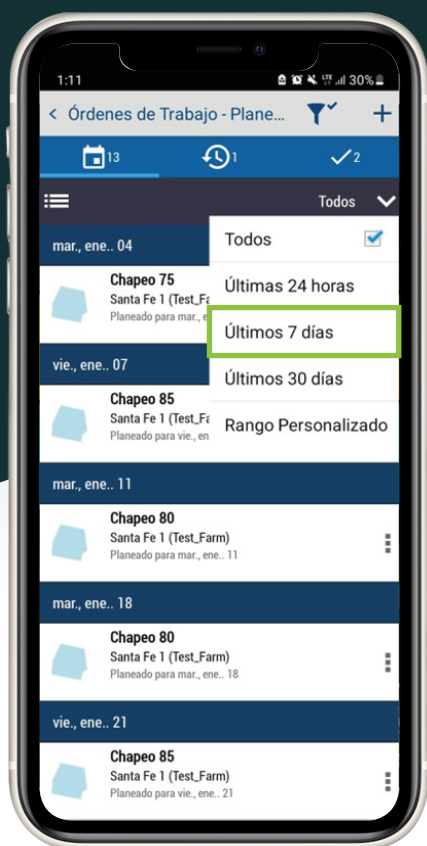 1:11
LTE 30%
< Órdenes de Trabajo - Plane... +
13 1 2
Todos
mar., ene.. 04
Todos
Chapeo 75
Últimas 24 horas
Santa Fe 1 (Test_Fa
Planeado para mar., e
Últimos 7 días
vie., ene.. 07
Últimos 30 días
Chapeo 85
Santa Fe 1 (Test_Fa
Rango Personalizado
Planeado para vie., en
mar., ene.. 11
Chapeo 80
Santa Fe 1 (Test_Farm)
Planeado para mar., ene.. 11
mar., ene.. 18
Chapeo 80
Santa Fe 1 (Test_Farm)
Planeado para mar., ene.. 18
vie., ene.. 21
Chapeo 85
Santa Fe 1 (Test_Farm)
Planeado para vie., ene.. 21